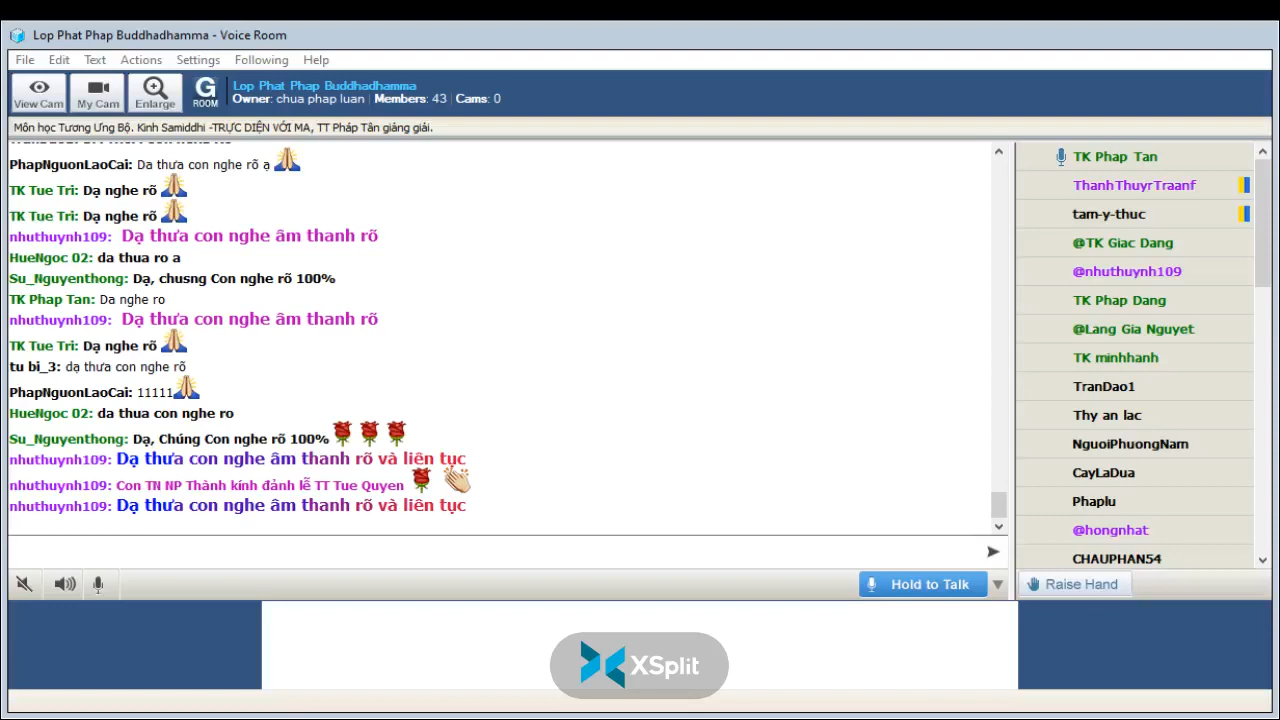 Lop Phat Phap Buddhadhamma - Voice Room
File Edit Text Actions Settings Following Help
View Cam
My Cam
Enlarge
G
ROOM
Lop Phat Phap Buddhadhamma
Owner: chua phap luan | Members: 43 | Cams: 0
Môn học Tương Ưng Bộ. Kinh Samiddhi -TRỰC DIỆN VỚI MA, TT Pháp Tân giảng giải.
PhapNguonLaoCai: Da thưa con nghe rõ ạ
TK Tue Tri: Dạ nghe rõ
TK Tue Tri: Dạ nghe rõ
nhuthuynh109: Dạ thưa con nghe âm thanh rõ
HueNgoc 02: da thua ro a
Su_Nguyenthong: Dạ, chusng Con nghe rõ 100%
TK Phap Tan: Da nghe ro
nhuthuynh109: Dạ thưa con nghe âm thanh rõ
TK Tue Tri: Dạ nghe rõ
tu bi_3: dạ thưa con nghe rõ
PhapNguonLaoCai: 11111
HueNgoc 02: da thua con nghe ro
Su_Nguyenthong: Dạ, Chúng Con nghe rõ 100%
nhuthuynh109: Dạ thưa con nghe âm thanh rõ và liên tục
nhuthuynh109: Con TN NP Thành kính đảnh lễ TT Tue Quyen
nhuthuynh109: Dạ thưa con nghe âm thanh rõ và liên tục
TK Phap Tan
ThanhThuyrTraanf
tam-y-thuc
@TK Giac Dang
@nhuthuynh109
TK Phap Dang
@Lang Gia Nguyet
TK minhhanh
TranDao1
Thy an lac
NguoiPhuongNam
CayLaDua
Phaplu
@hongnhat
CHAUPHAN54
Hold to Talk
Raise Hand
XSplit